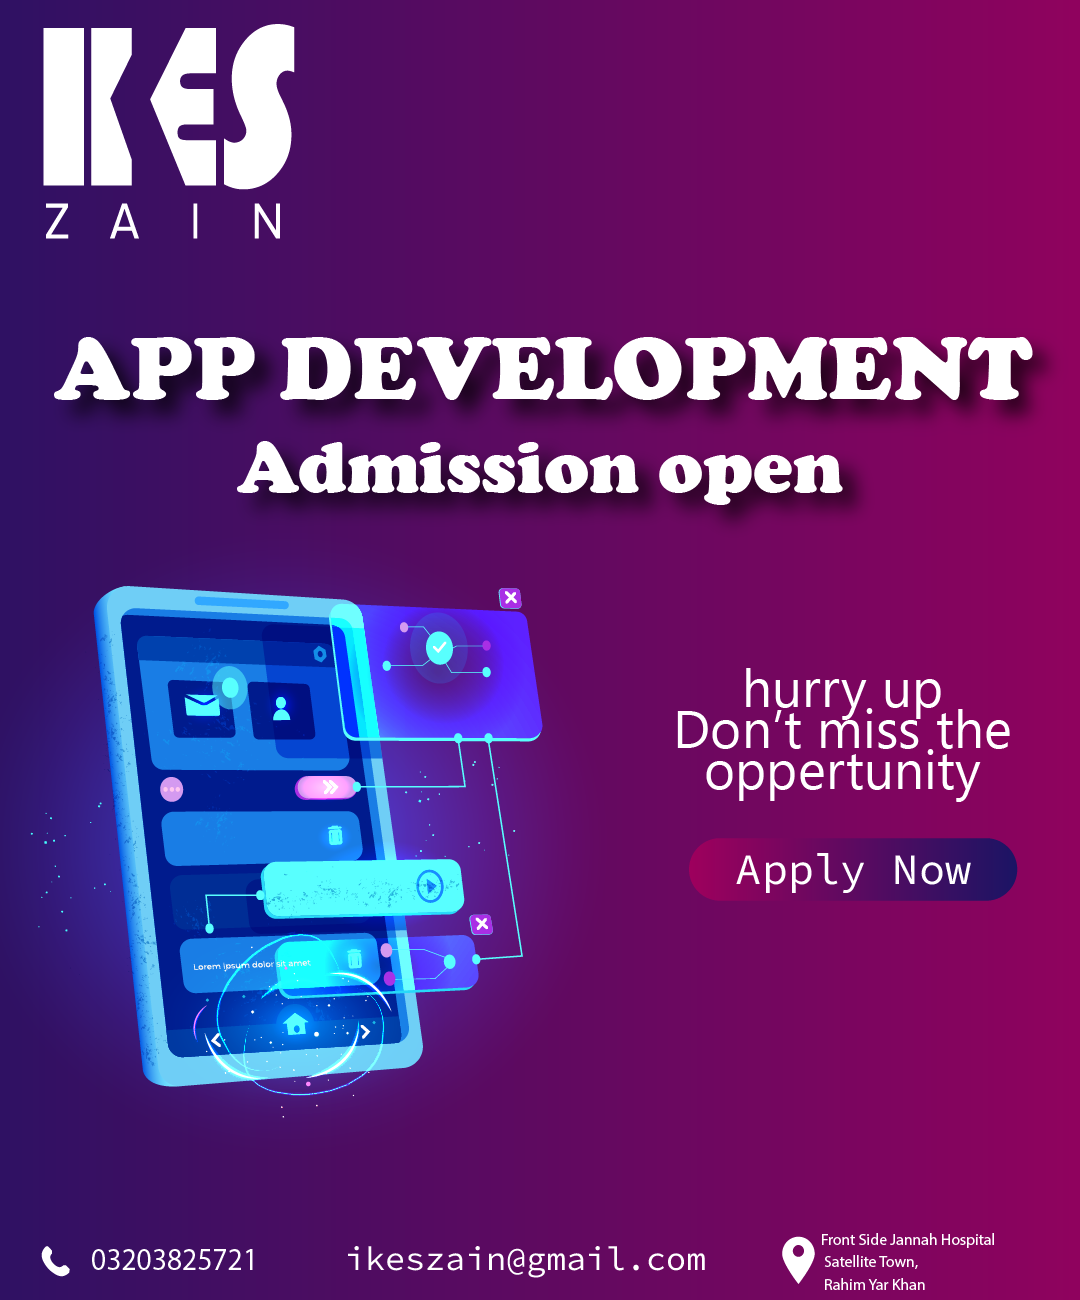 IKES
ZAIN
APP DEVELOPMENT
Admission open
hurry up
Don't miss the
oppertunity
Apply Now
Lorem ipsum dolor sit amet
03203825721
ikeszain@gmail.com
Front Side Jannah Hospital
Satellite Town,
Rahim Yar Khan